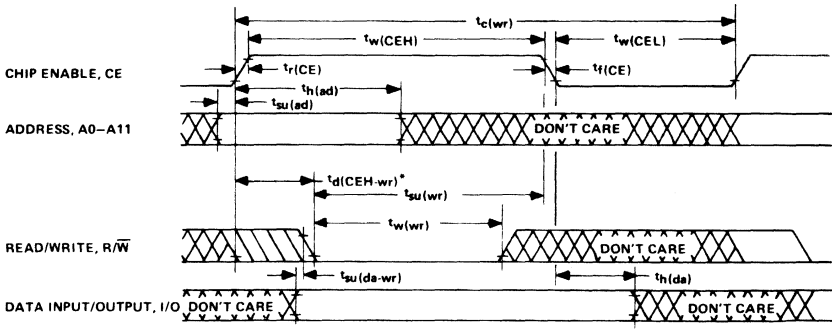 tc(wr)
tw(CEH)
tw(CEL)
CHIP ENABLE, CE
tr(CE)
tf(CE)
th(ad)
tsu(ad)
ADDRESS, A0–A11
DON'T CARE
td(CEH-wr)*
tsu(wr)
tw(wr)
READ/WRITE, R/W̅
DON'T CARE
tsu(da-wr)
th(da)
DATA INPUT/OUTPUT, I/O
DON'T CARE
DON'T CARE